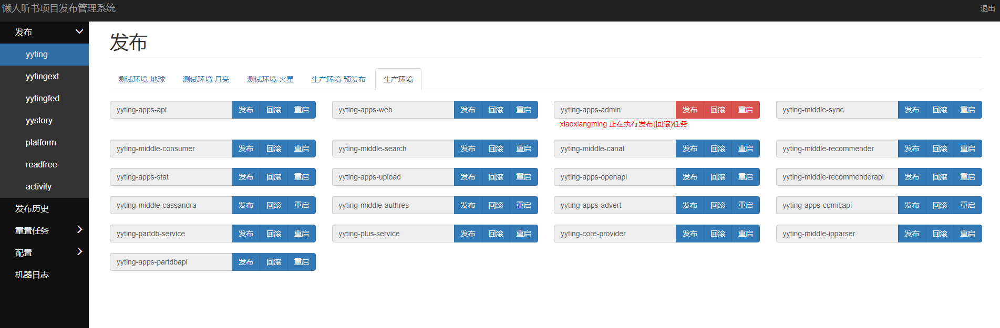 懒人听书项目发布管理系统 退出
发布
yyting
yytingext
yytingfed
yystory
platform
readfree
activity
发布历史
重置任务
配置
机器日志
发布
测试环境-地球 测试环境-月亮 测试环境-火星 生产环境-预发布 生产环境
yyting-apps-api 发布 回滚 重启 yyting-apps-web 发布 回滚 重启 yyting-apps-admin 发布 回滚 重启 yyting-middle-sync 发布 回滚 重启
xiaoxiangming 正在执行发布(回滚)任务
yyting-middle-consumer 发布 回滚 重启 yyting-middle-search 发布 回滚 重启 yyting-middle-canal 发布 回滚 重启 yyting-middle-recommender 发布 回滚 重启
yyting-apps-stat 发布 回滚 重启 yyting-apps-upload 发布 回滚 重启 yyting-apps-openapi 发布 回滚 重启 yyting-middle-recommenderapi 发布 回滚 重启
yyting-middle-cassandra 发布 回滚 重启 yyting-middle-authres 发布 回滚 重启 yyting-apps-advert 发布 回滚 重启 yyting-apps-comicapi 发布 回滚 重启
yyting-partdb-service 发布 回滚 重启 yyting-plus-service 发布 回滚 重启 yyting-core-provider 发布 回滚 重启 yyting-middle-ipparser 发布 回滚 重启
yyting-apps-partdbapi 发布 回滚 重启